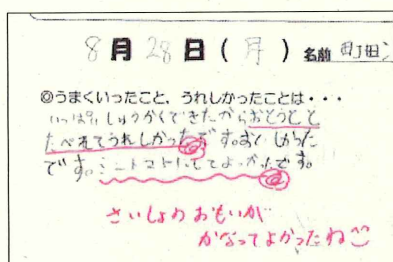 8月28日(月) 名前 町田
◎うまくいったこと、うれしかったことは・・・
いっぱいしゅうかくできたからおとうとと
たべれてうれしかったです。おいしかった
です。ミニトマトしててよかったです。
さいしょのおもいが
かなってよかったね